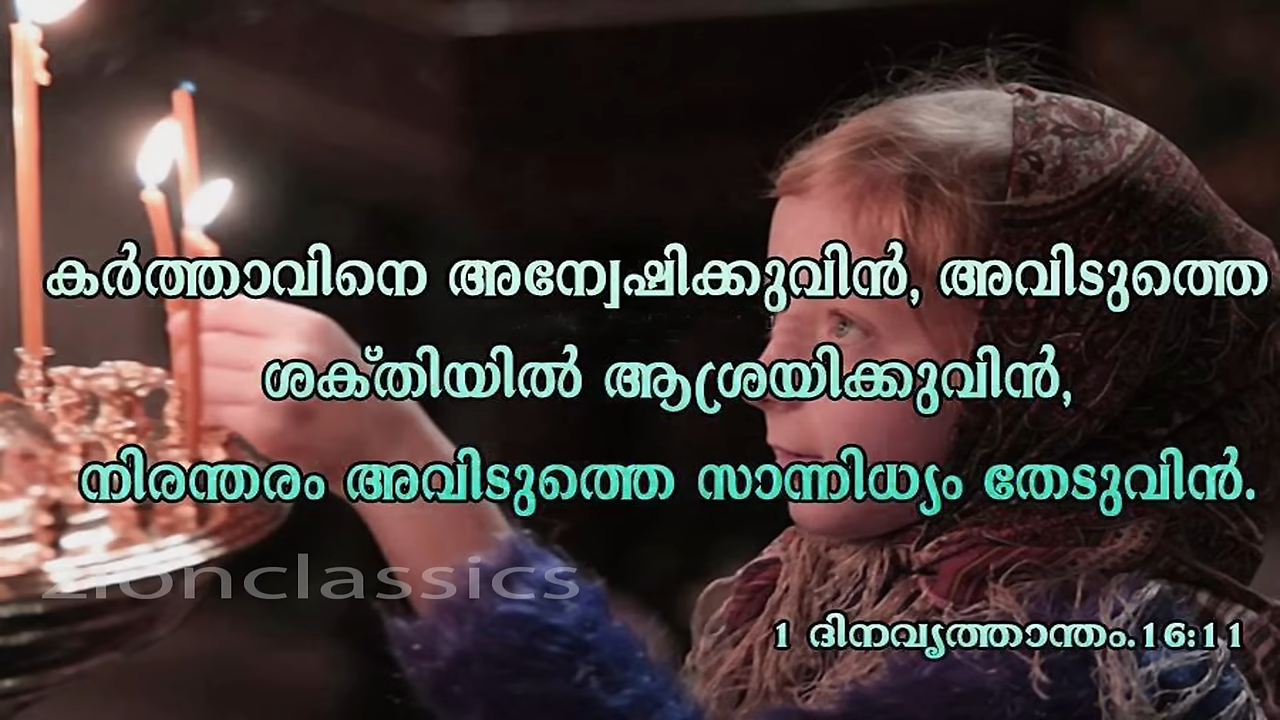 കർത്താവിനെ അന്വേഷിക്കുവിൻ, അവിടുത്തെ
ശക്തിയിൽ ആശ്രയിക്കുവിൻ,
നിരന്തരം അവിടുത്തെ സാന്നിധ്യം തേടുവിൻ.
zionclassics
1 ദിനവൃത്താന്തം.16:11